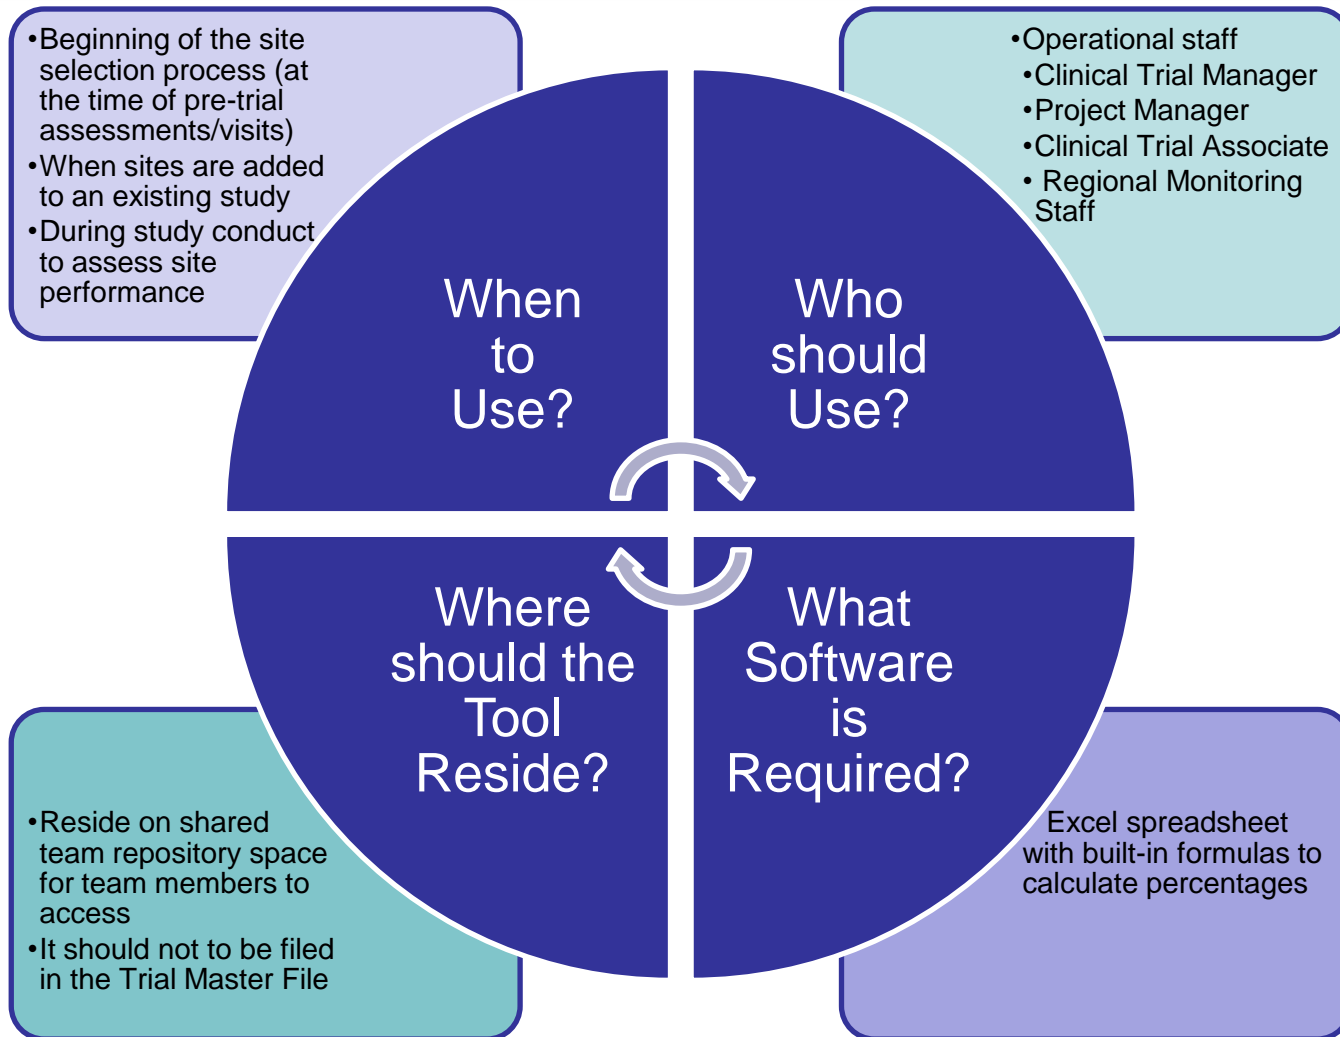 •Beginning of the site
selection process (at
the time of pre-trial
assessments/visits)
•When sites are added
to an existing study
•During study conduct
to assess site
performance
•Operational staff
•Clinical Trial Manager
•Project Manager
•Clinical Trial Associate
• Regional Monitoring
Staff
When
to
Use?
Who
should
Use?
Where
should the
Tool
Reside?
What
Software
is
Required?
•Reside on shared
team repository space
for team members to
access
•It should not to be filed
in the Trial Master File
Excel spreadsheet
with built-in formulas to
calculate percentages